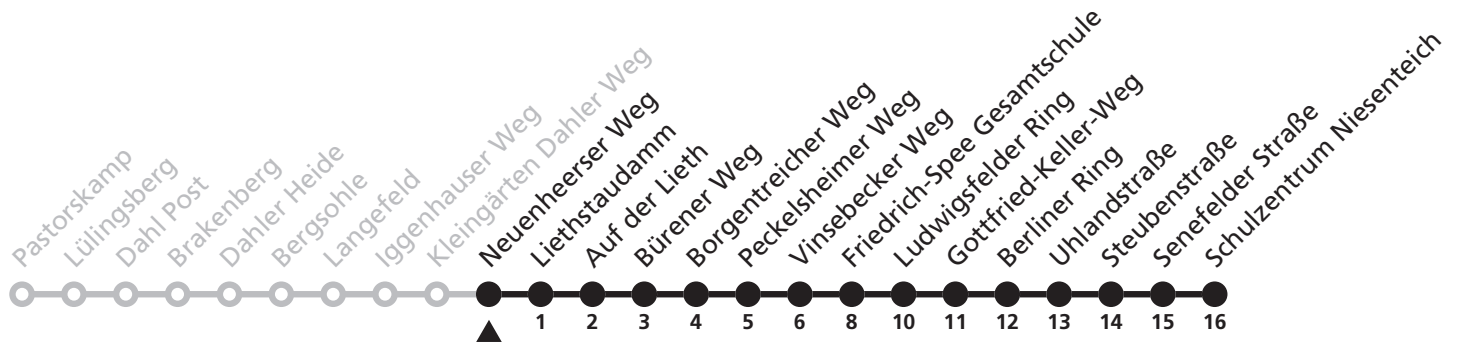 Pastorskamp
Lülingsberg
Dahl Post
Brakenberg
Dahler Heide
Bergsohle
Langefeld
Iggenhauser Weg
Kleingärten Dahler Weg
Neuenheerser Weg
Liethstaudamm
Auf der Lieth
Bürener Weg
Borgentreicher Weg
Peckelsheimer Weg
Vinsebecker Weg
Friedrich-Spee Gesamtschule
Ludwigsfelder Ring
Gottfried-Keller-Weg
Berliner Ring
Uhlandstraße
Steubenstraße
Senefelder Straße
Schulzentrum Niesenteich
1 2 3 4 5 6 8 10 11 12 13 14 15 16